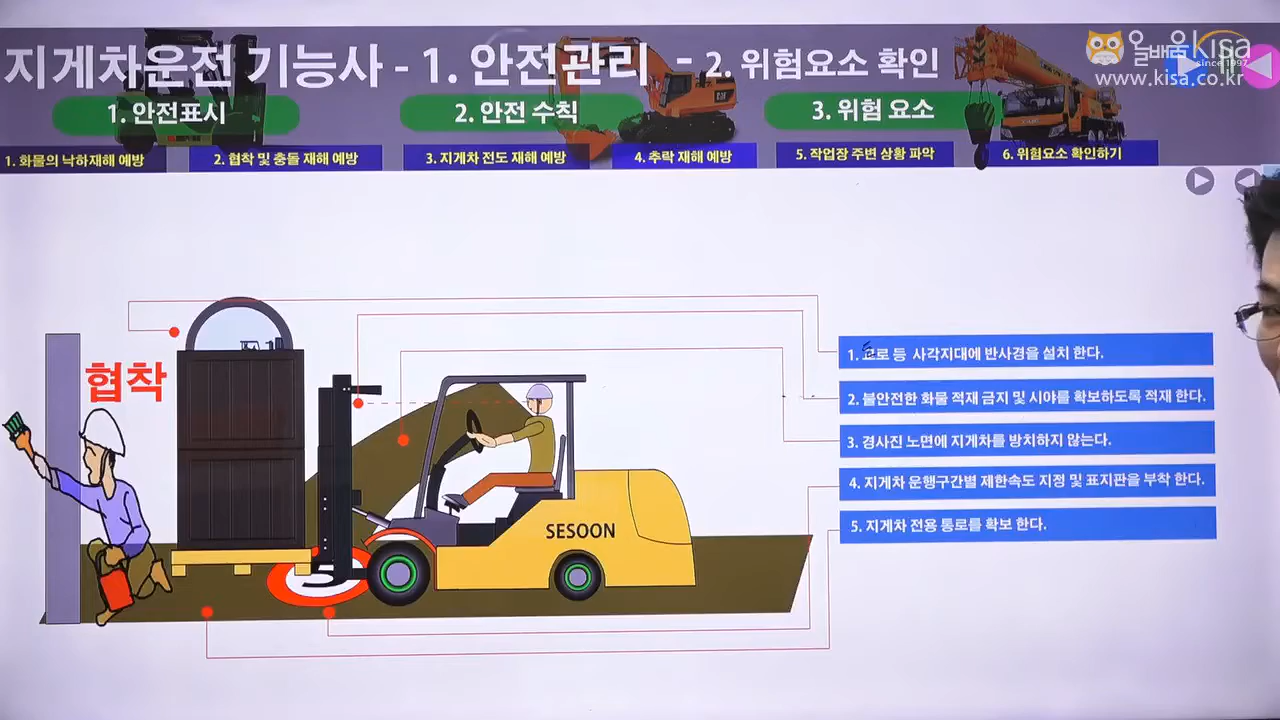 지게차운전 기능사 - 1. 안전관리 - 2. 위험요소 확인
kisa
since 1997
www.kisa.co.kr
1. 안전표시
2. 안전 수칙
3. 위험 요소
1. 화물의 낙하재해 예방
2. 협착 및 충돌 재해 예방
3. 지게차 전도 재해 예방
4. 추락 재해 예방
5. 작업장 주변 상황 파악
6. 위험요소 확인하기
협착
SESOON
CAT
1. 로 등 사각지대에 반사경을 설치 한다.
2. 불안전한 화물 적재 금지 및 시야를 확보하도록 적재 한다.
3. 경사진 노면에 지게차를 방치하지 않는다.
4. 지게차 운행구간별 제한속도 지정 및 표지판을 부착 한다.
5. 지게차 전용 통로를 확보 한다.